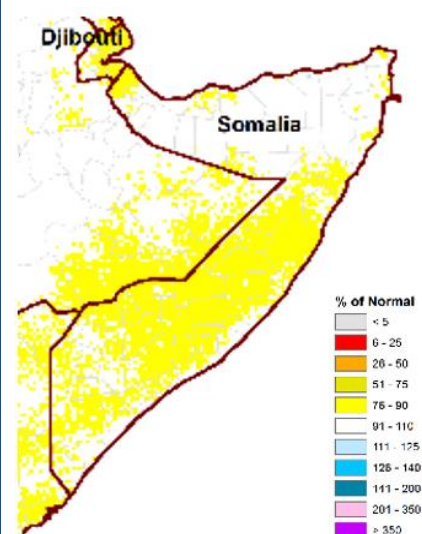 Djibouti
Somalia
% of Normal
< 5
6 - 25
26 - 50
51 - 75
76 - 90
91 - 110
111 - 125
126 - 140
141 - 200
201 - 350
> 350